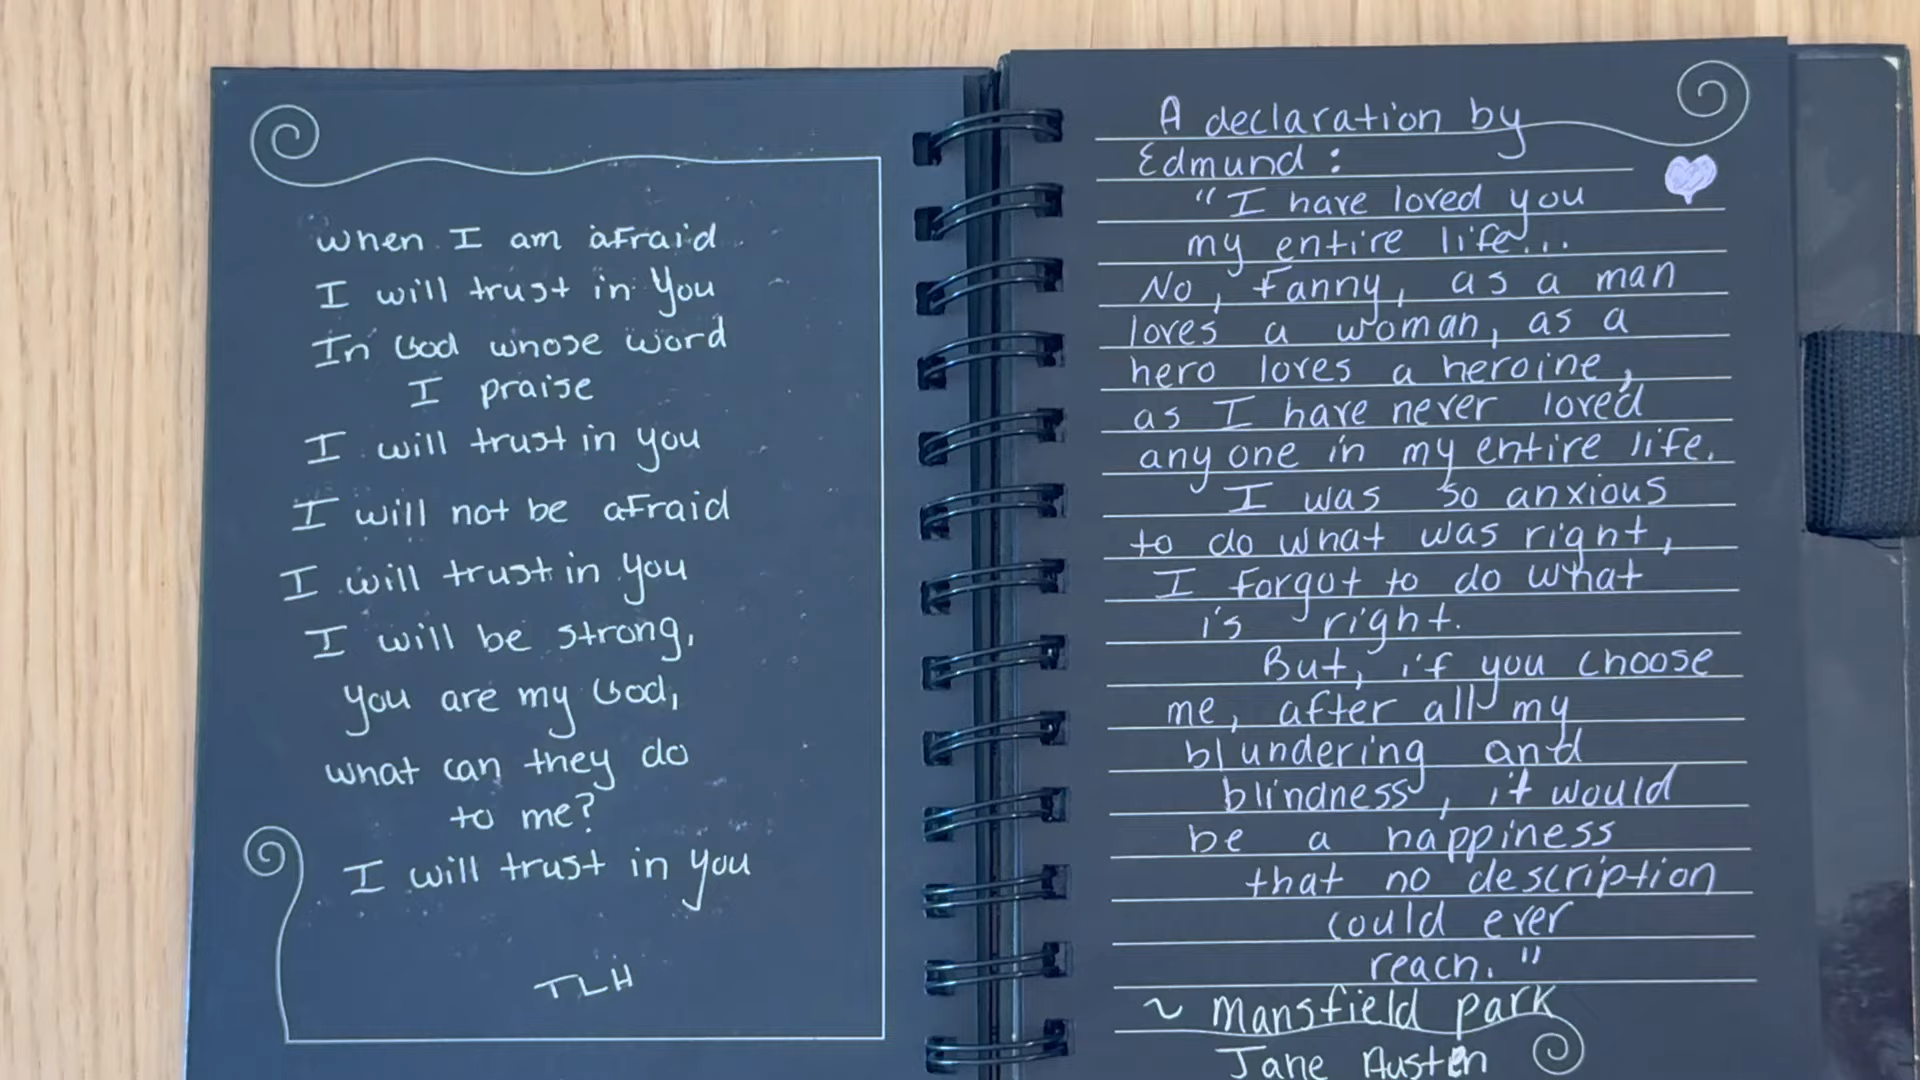 when I am afraid
I will trust in You
In God whose word
I praise
I will trust in you
I will not be afraid
I will trust in you
I will be strong,
you are my God,
what can they do
to me?
I will trust in you
TLH
A declaration by
Edmund :
"I have loved you
my entire life...
No, Fanny, as a man
loves a woman, as a
hero loves a heroine,
as I have never loved
anyone in my entire life.
I was so anxious
to do what was right,
I forgot to do what
is right.
But, if you choose
me, after all my
blundering and
blindness, it would
be a happiness
that no description
could ever
reach."
~ Mansfield park
Jane Austen